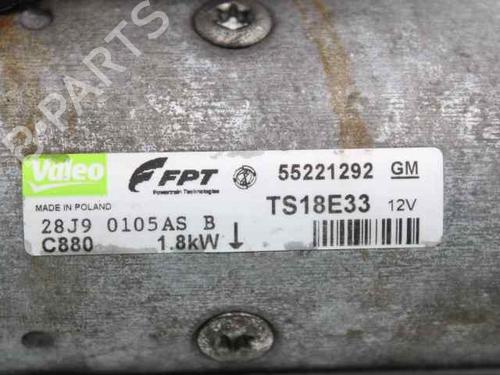 B-PARTS
Valeo
FPT
Powertrain Technologies
55221292 GM
MADE IN POLAND
TS18E33 12V
28J9 0105AS B
C880 1.8kW ↓